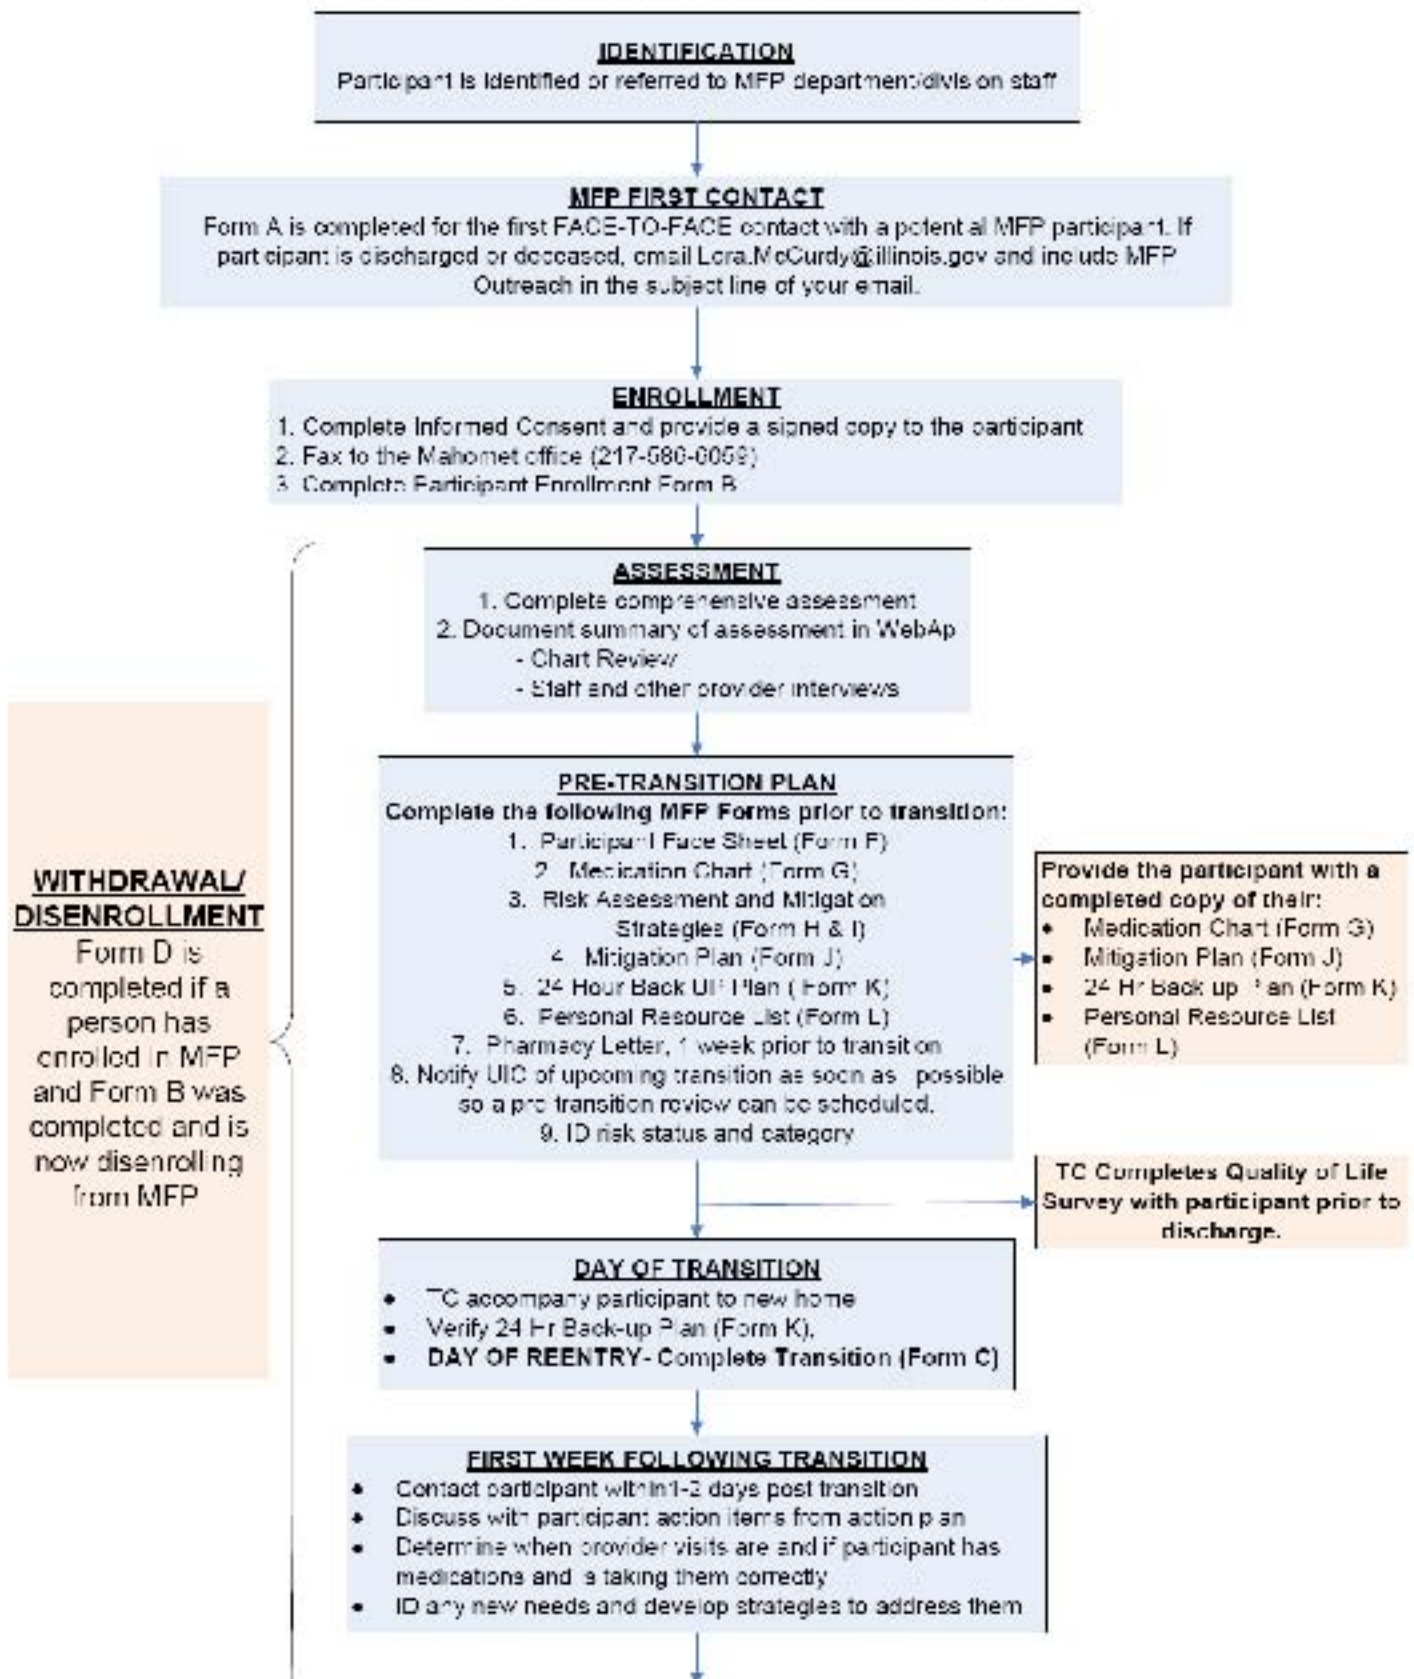 IDENTIFICATION
Participant is identified or referred to MFP department/division staff
MFP FIRST CONTACT
Form A is completed for the first FACE-TO-FACE contact with a potential MFP participant. If
participant is discharged or deceased, email Lora.McCurdy@illinois.gov and include MFP
Outreach in the subject line of your email.
ENROLLMENT
1. Complete Informed Consent and provide a signed copy to the participant
2. Fax to the Mahomet office
3. Complete Participant Enrollment Form B
ASSESSMENT
1. Complete comprehensive assessment
2. Document summary of assessment in WebAp
- Chart Review
- Staff and other provider interviews
PRE-TRANSITION PLAN
Complete the following MFP Forms prior to transition:
1. Participant Face Sheet (Form F)
2. Medication Chart (Form G)
3. Risk Assessment and Mitigation
Strategies (Form H & I)
4. Mitigation Plan (Form J)
5. 24 Hour Back UP Plan ( Form K)
6. Personal Resource List (Form L)
7. Pharmacy Letter, 1 week prior to transition
8. Notify UIC of upcoming transition as soon as possible
so a pre transition review can be scheduled.
9. ID risk status and category
Provide the participant with a
completed copy of their:
• Medication Chart (Form G)
• Mitigation Plan (Form J)
• 24 Hr Back up Plan (Form K)
• Personal Resource List
(Form L)
WITHDRAWAL/
DISENROLLMENT
Form D is
completed if a
person has
enrolled in MFP
and Form B was
completed and is
now disenrolling
from MFP
TC Completes Quality of Life
Survey with participant prior to
discharge.
DAY OF TRANSITION
• TC accompany participant to new home
• Verify 24 Hr Back-up Plan (Form K),
• DAY OF REENTRY- Complete Transition (Form C)
FIRST WEEK FOLLOWING TRANSITION
• Contact participant within1-2 days post transition
• Discuss with participant action items from action plan
• Determine when provider visits are and if participant has
medications and is taking them correctly
• ID any new needs and develop strategies to address them